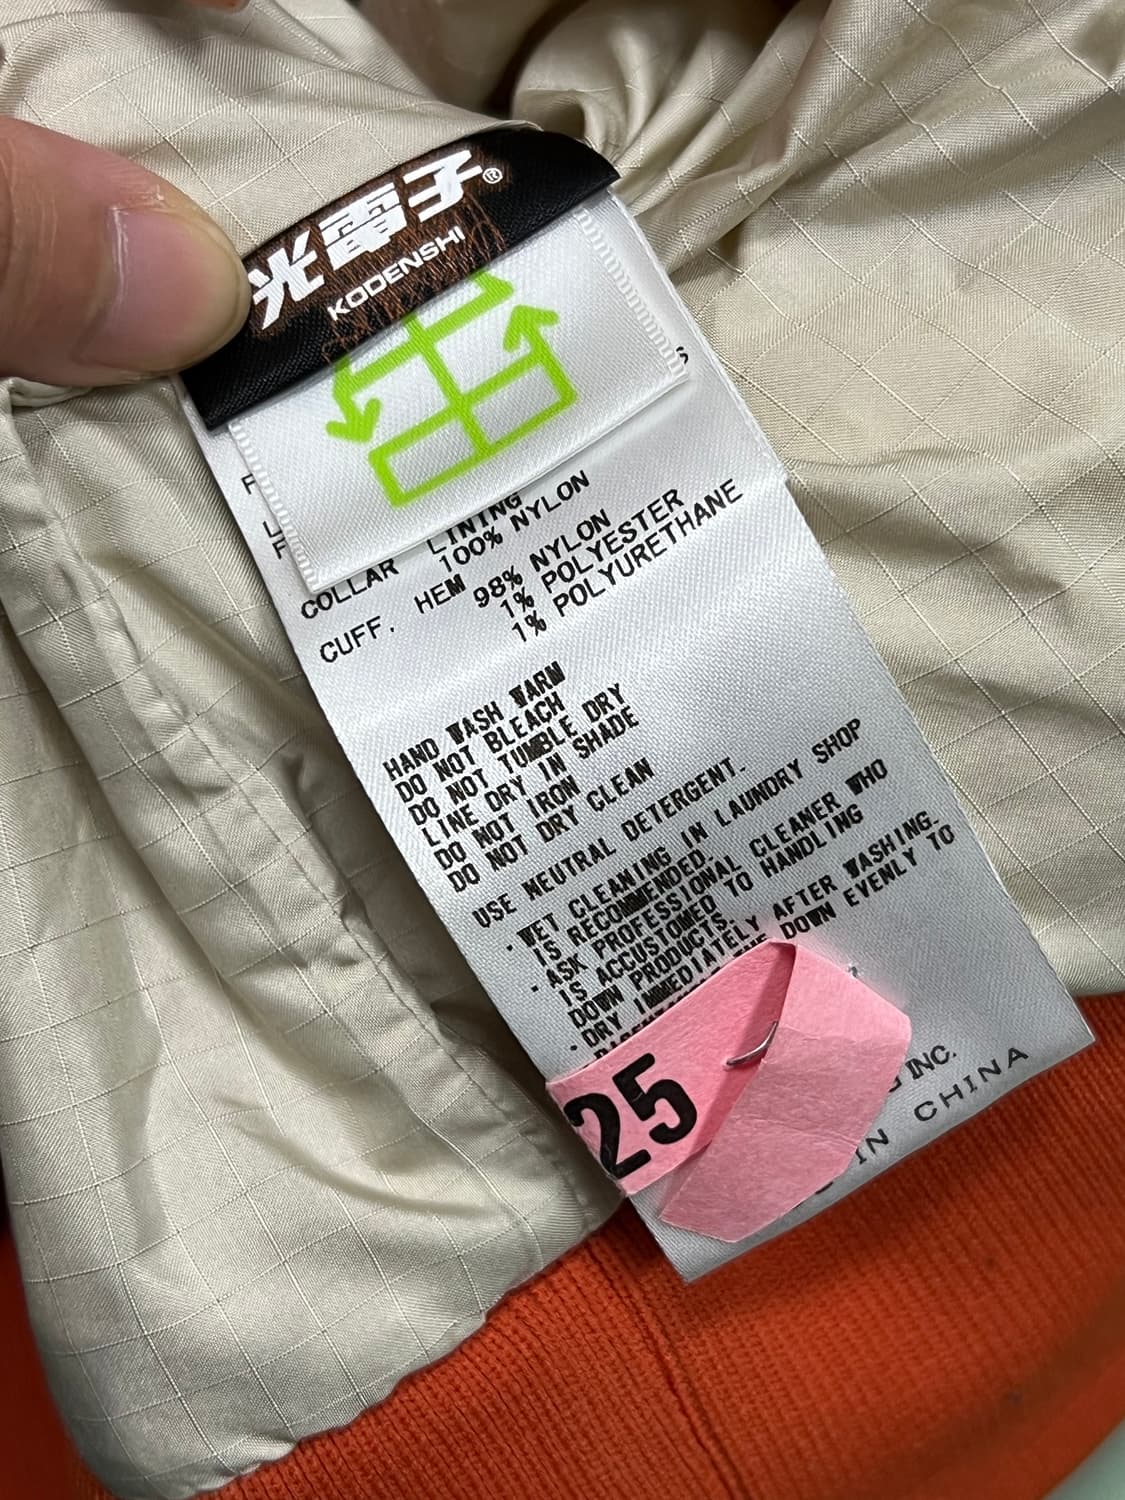 光電子®
KODENSHI
LINING
100% NYLON
COLLAR
CUFF. HEM 98% NYLON
1% POLYESTER
1% POLYURETHANE
HAND WASH WARM
DO NOT BLEACH
DO NOT TUMBLE DRY
LINE DRY IN SHADE
DO NOT IRON
DO NOT DRY CLEAN
USE NEUTRAL DETERGENT.
・WET CLEANING IN LAUNDRY SHOP
IS RECOMMENDED.
・ASK PROFESSIONAL CLEANER WHO
IS ACCUSTOMED TO HANDLING
DOWN PRODUCTS.
・DRY IMMEDIATELY AFTER WASHING.
DOWN EVENLY TO
25
INC.
IN CHINA